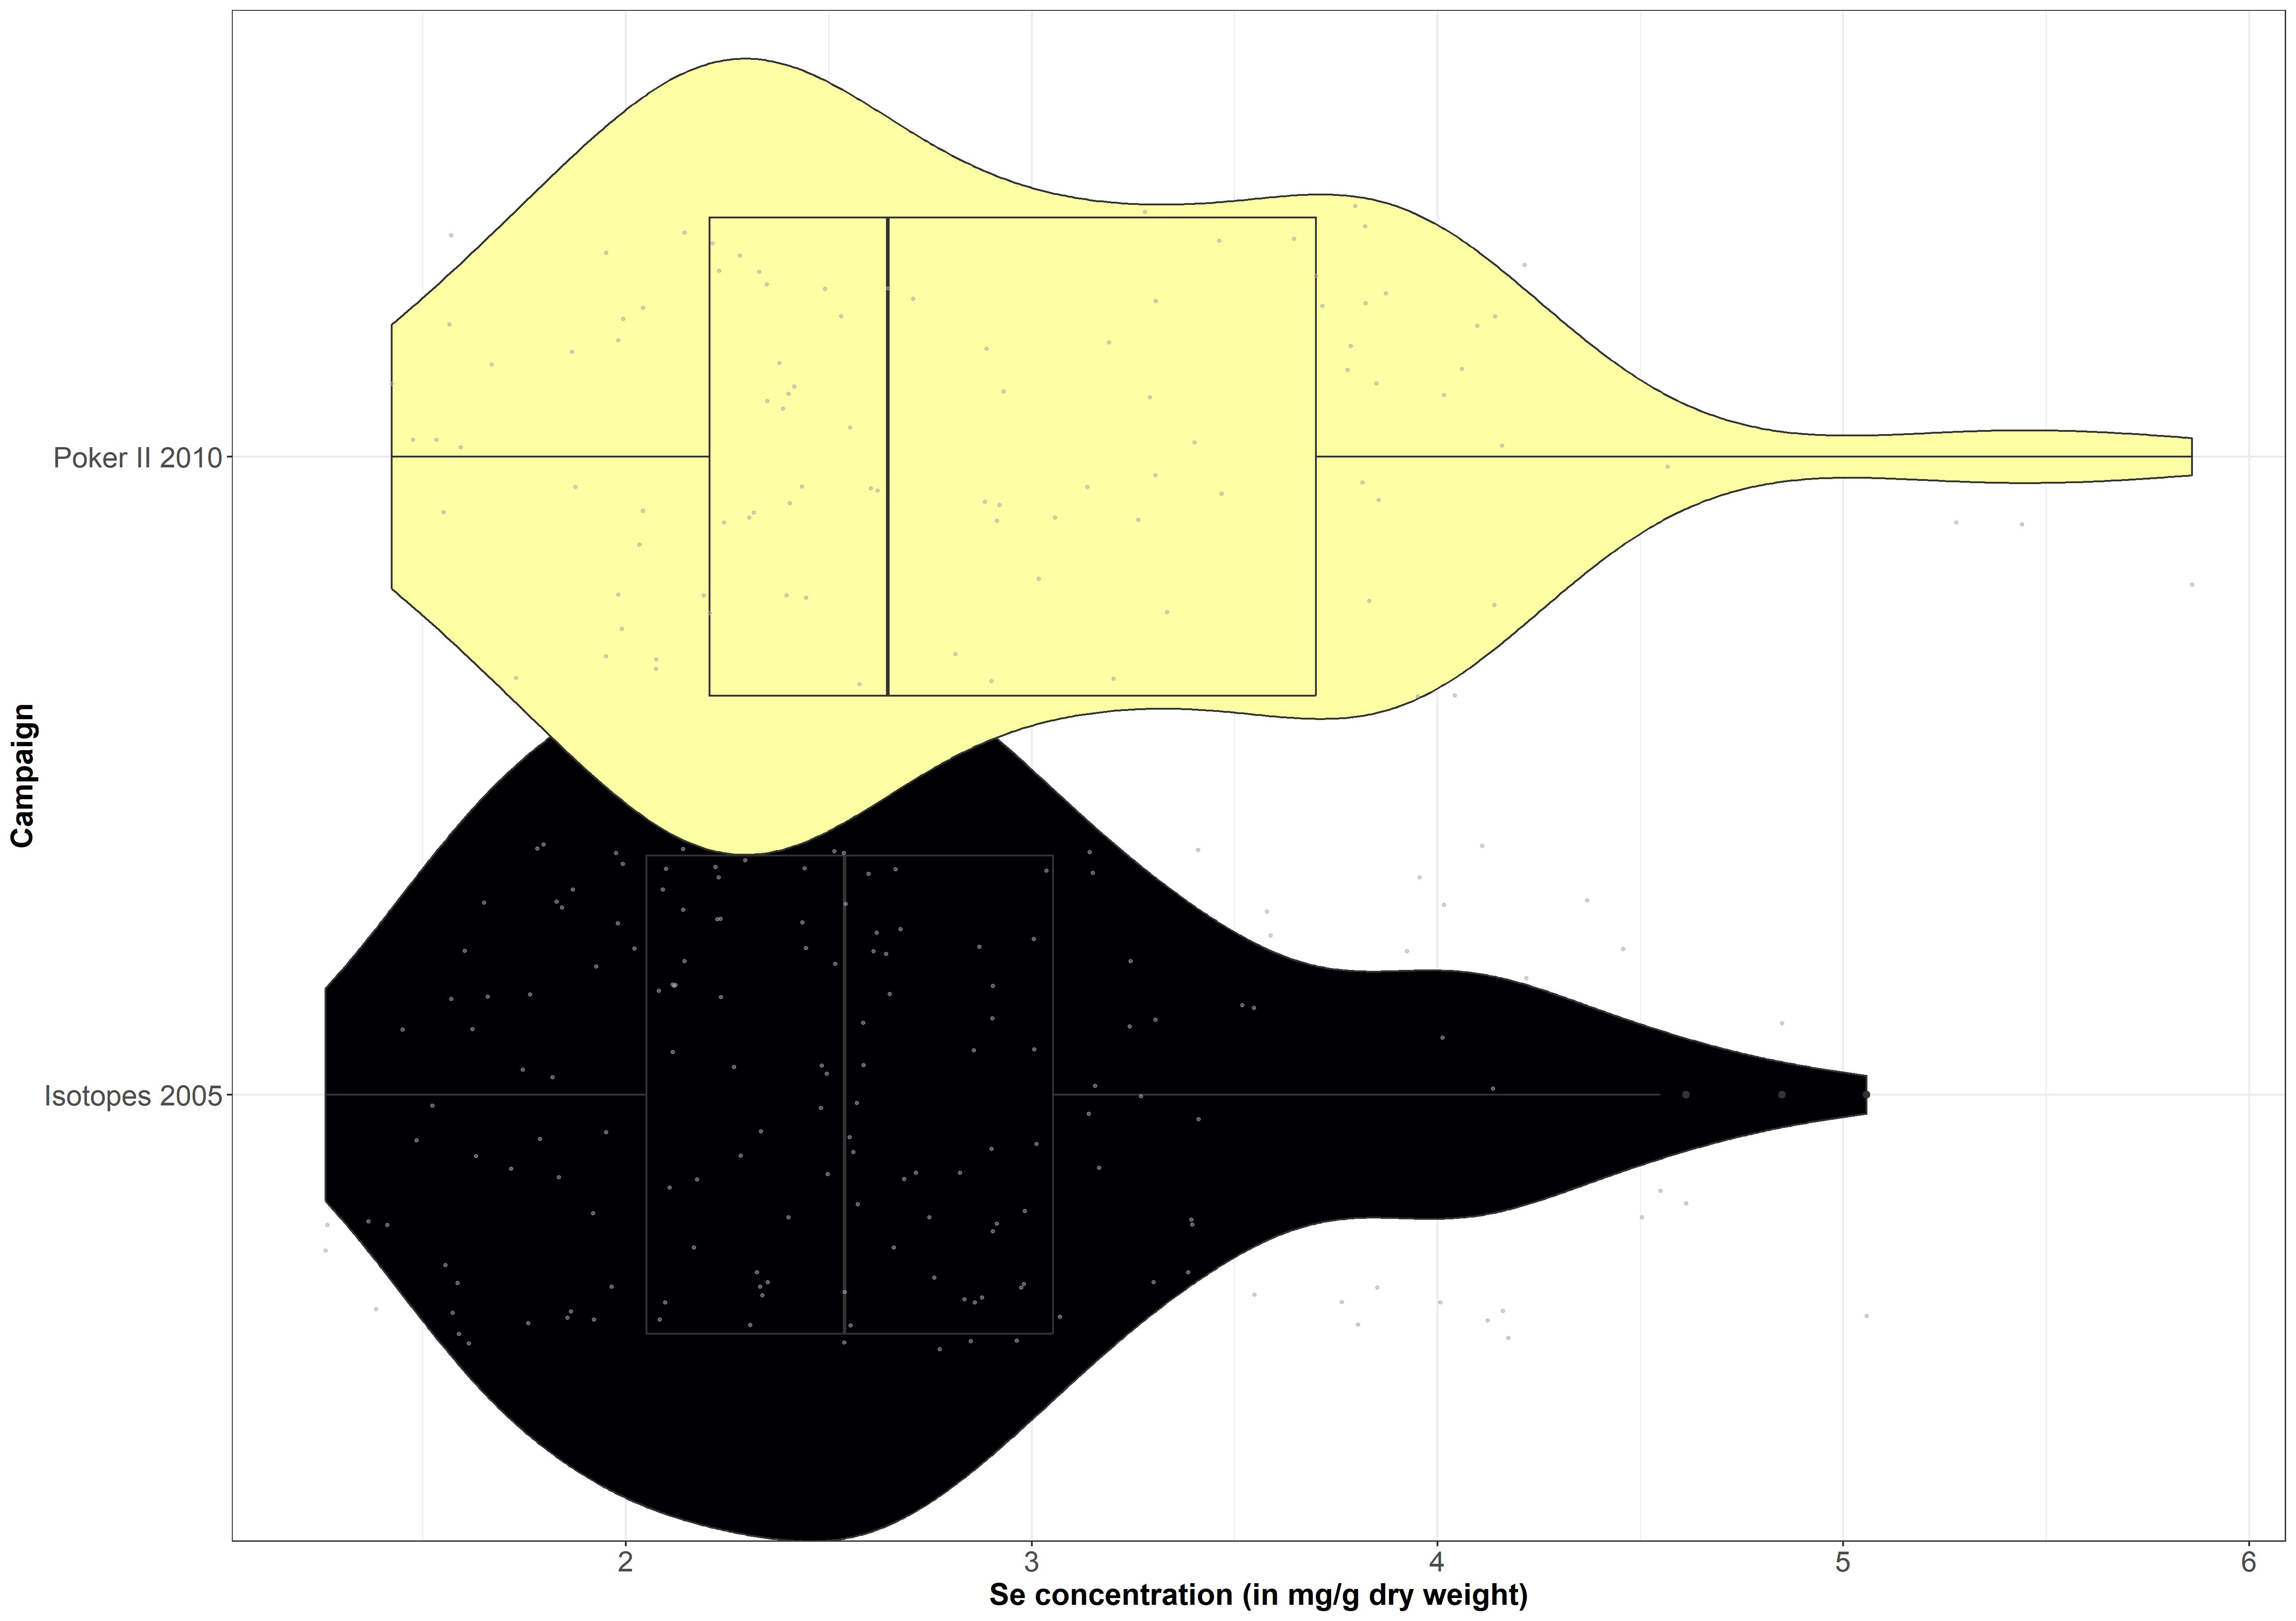 Campaign
Poker II 2010
Isotopes 2005
2 3 4 5 6
Se concentration (in mg/g dry weight)